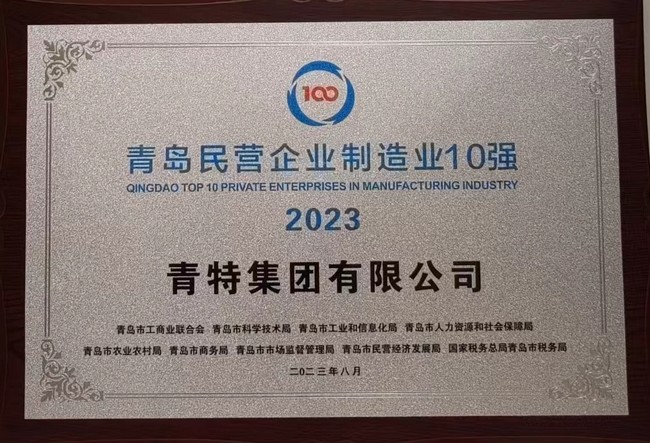 100
青岛民营企业制造业10强
QINGDAO TOP 10 PRIVATE ENTERPRISES IN MANUFACTURING INDUSTRY
2023
青特集团有限公司
青岛市工商业联合会 青岛市科学技术局 青岛市工业和信息化局 青岛市人力资源和社会保障局
青岛市农业农村局 青岛市商务局 青岛市市场监督管理局 青岛市民营经济发展局 国家税务总局青岛市税务局
二〇二三年八月